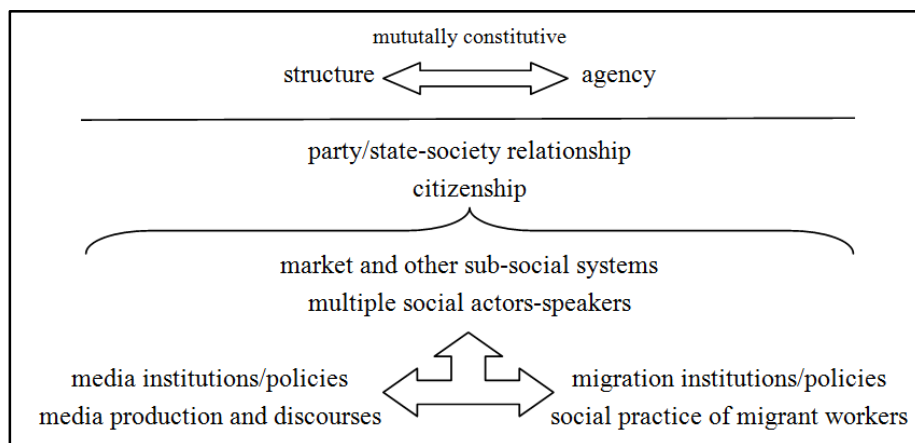 mututally constitutive
structure agency
party/state-society relationship
citizenship
market and other sub-social systems
multiple social actors-speakers
media institutions/policies migration institutions/policies
media production and discourses social practice of migrant workers